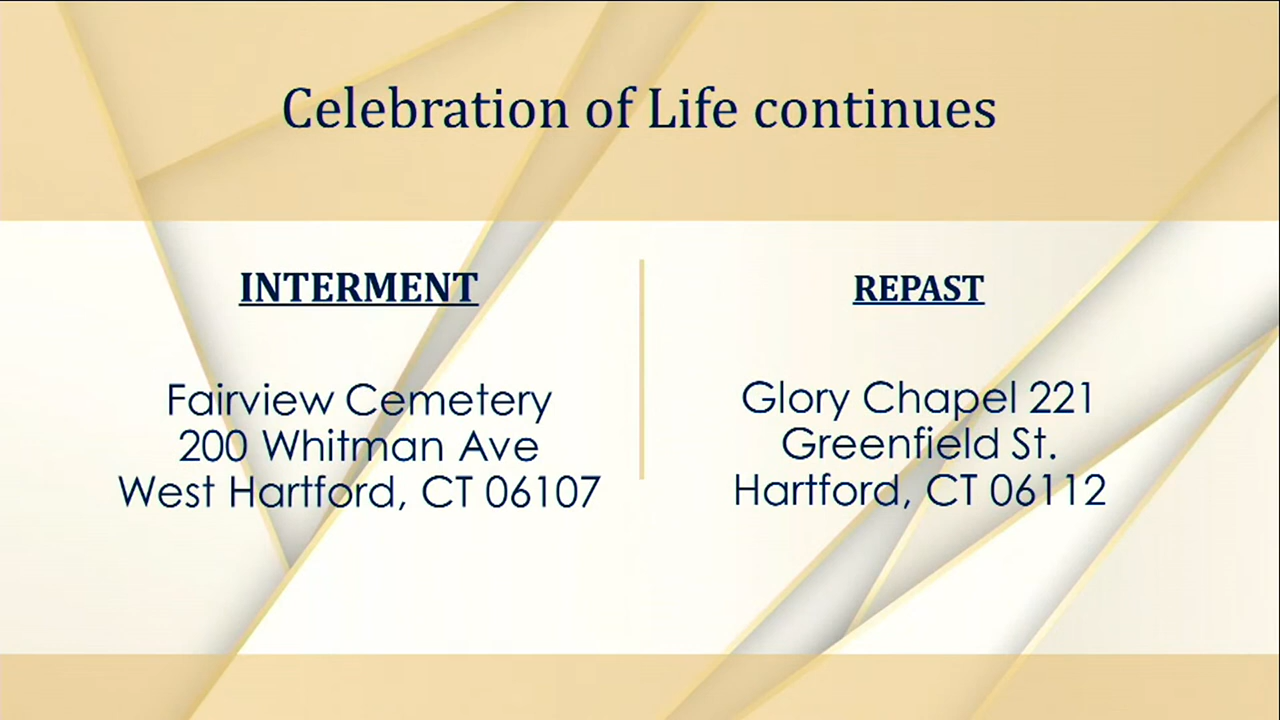 Celebration of Life continues
INTERMENT
Fairview Cemetery
200 Whitman Ave
West Hartford, CT 06107
REPAST
Glory Chapel 221
Greenfield St.
Hartford, CT 06112